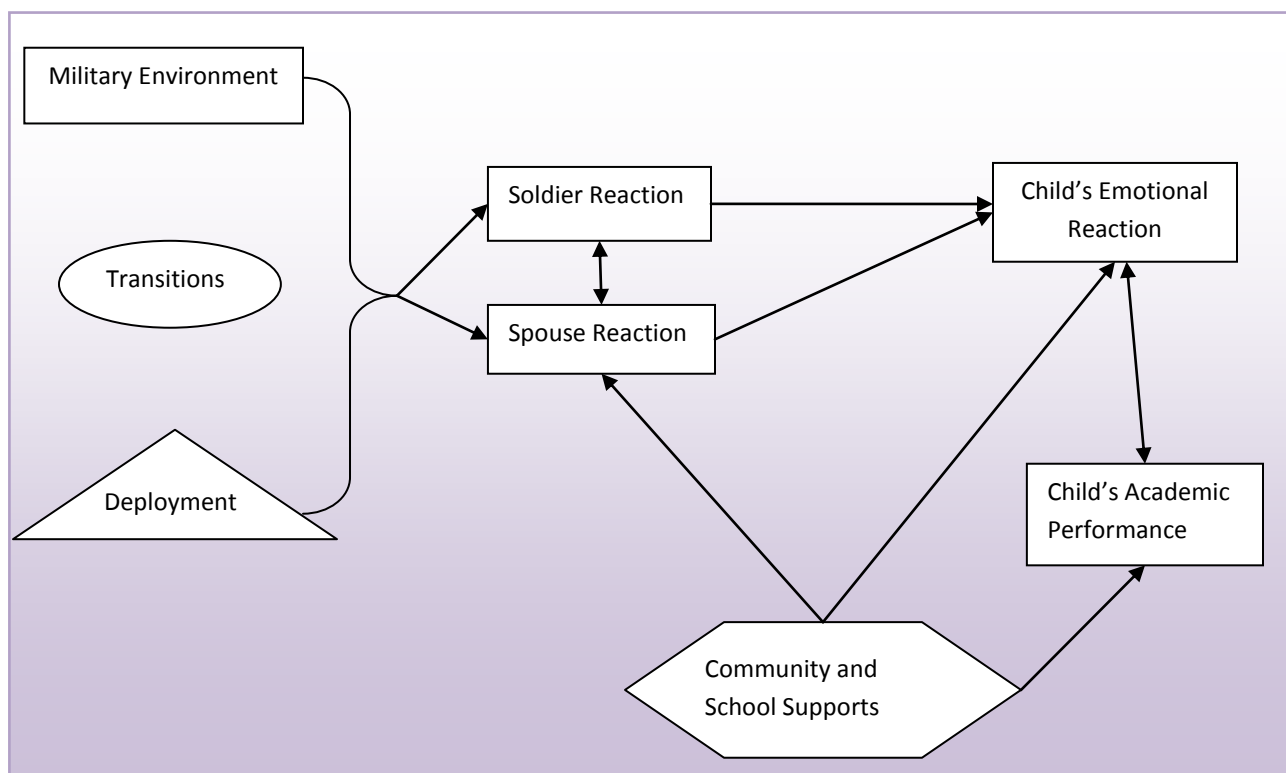 Military Environment
Transitions
Deployment
Soldier Reaction
Spouse Reaction
Child’s Emotional
Reaction
Child’s Academic
Performance
Community and
School Supports